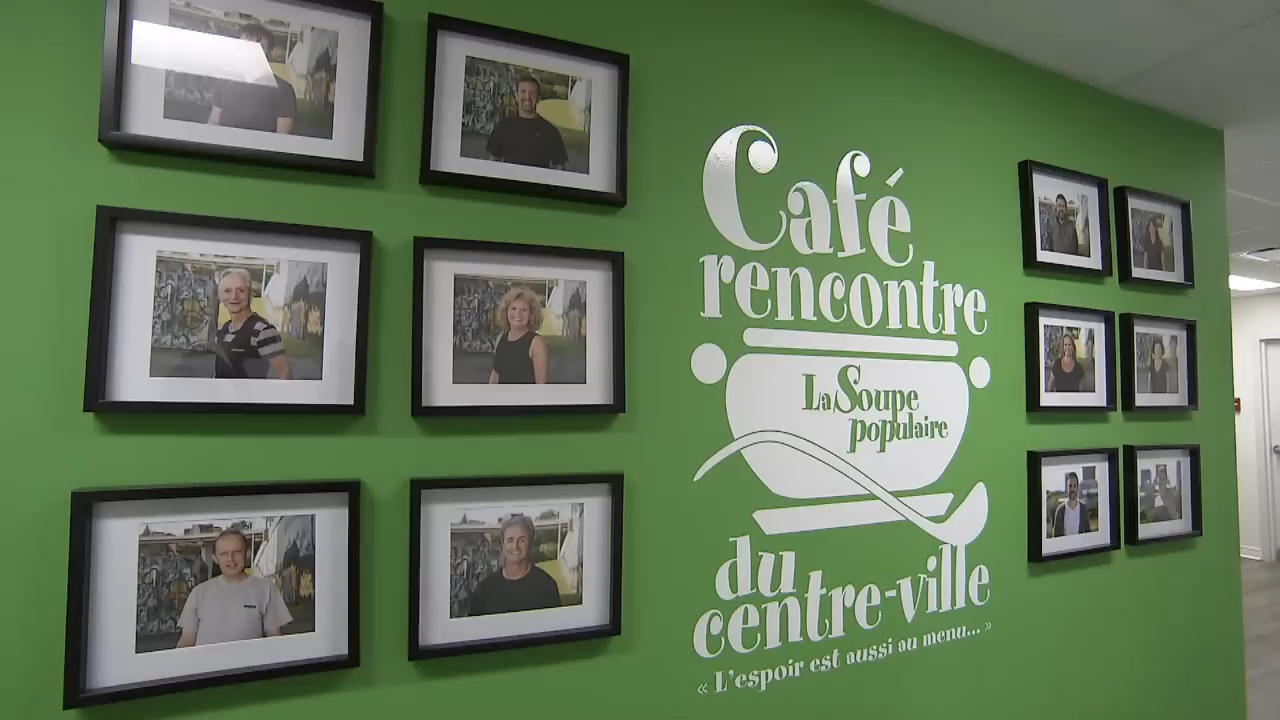 Café
rencontre
La Soupe
populaire
du
centre-ville
« L'espoir est aussi au menu... »